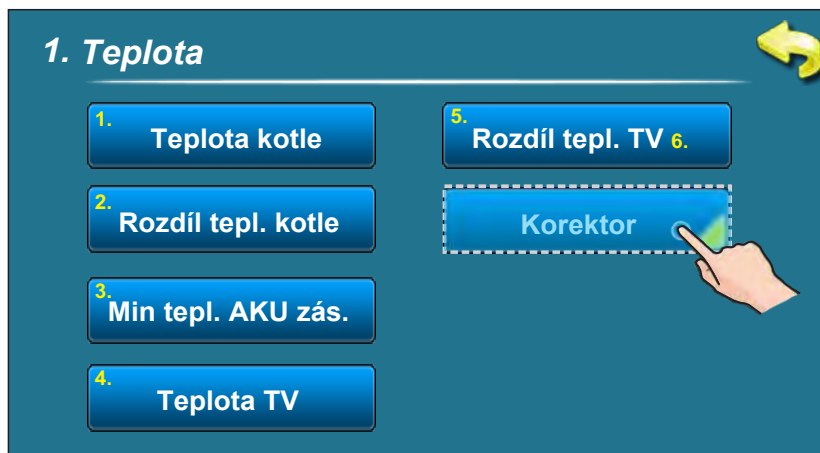 1. Teplota
1.
Teplota kotle
2.
Rozdíl tepl. kotle
3.
Min tepl. AKU zás.
4.
Teplota TV
5.
Rozdíl tepl. TV 6.
Korektor